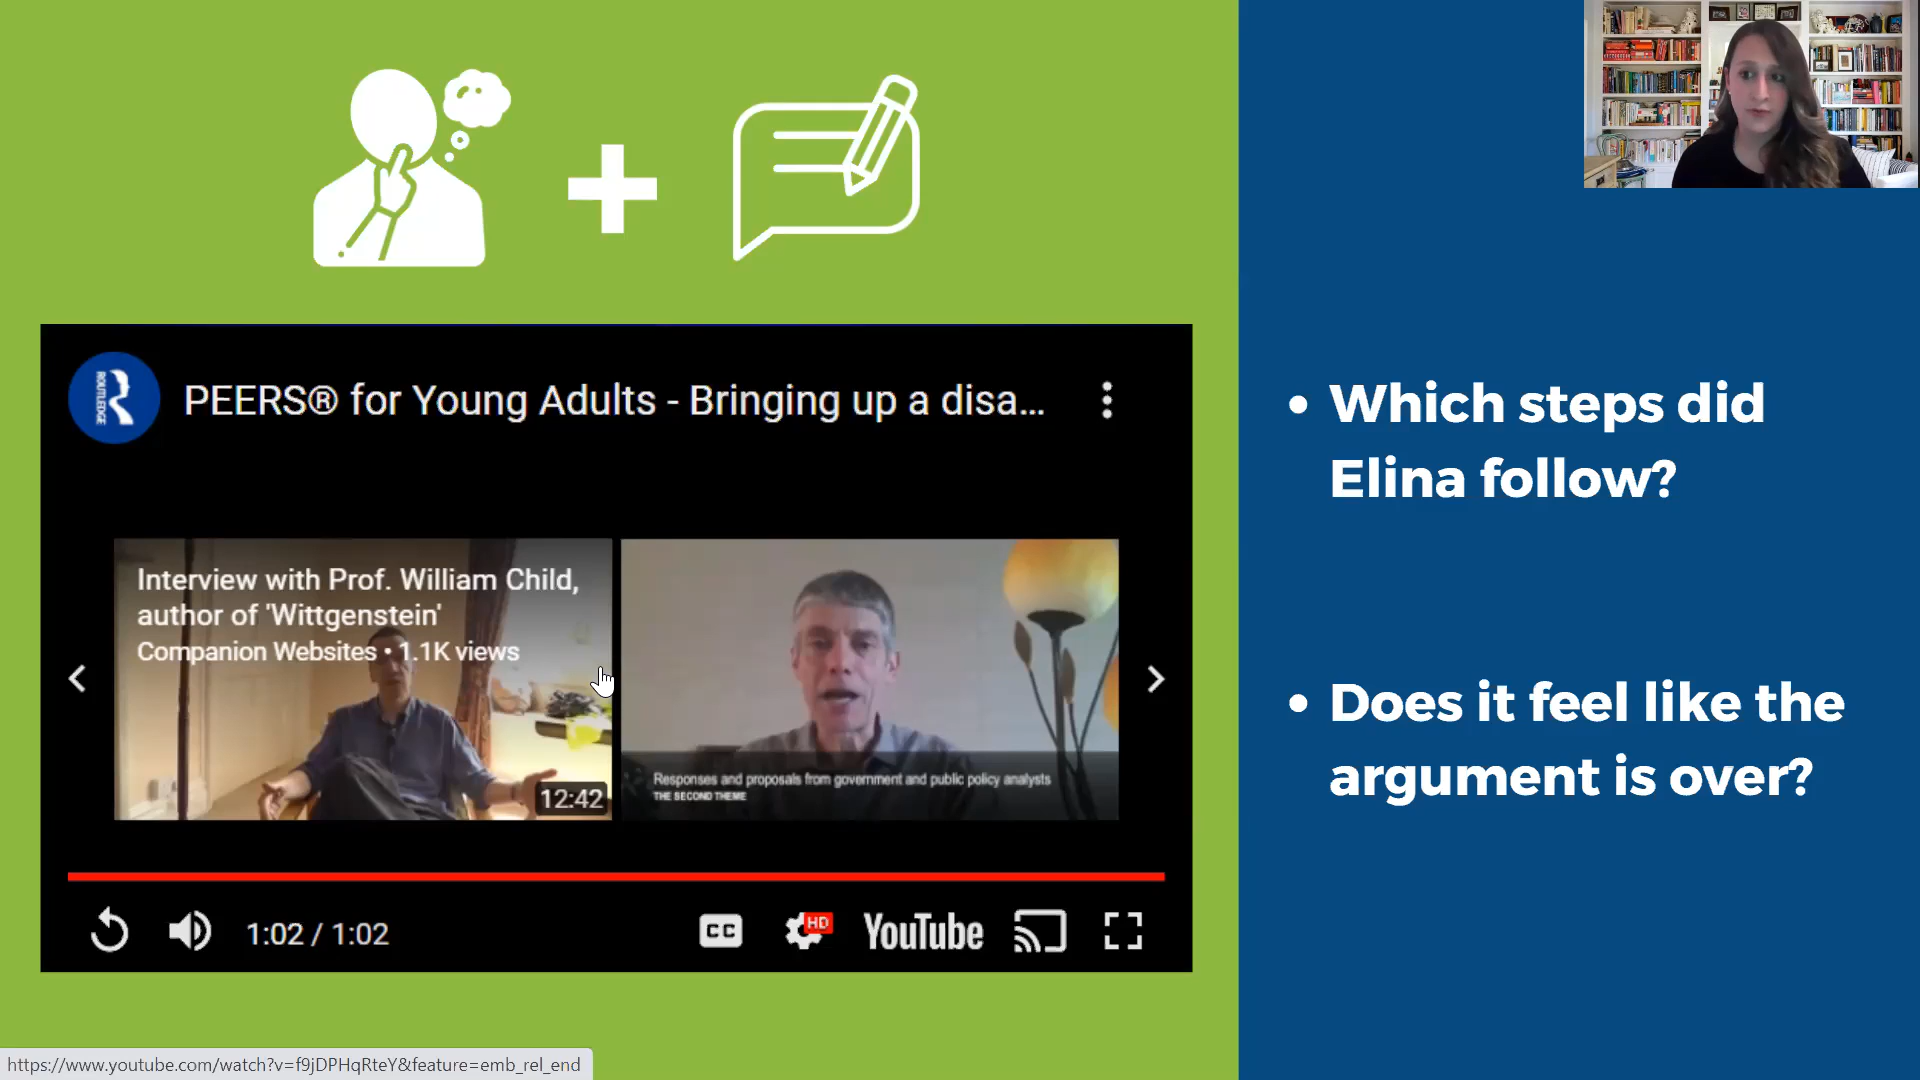 ROUTLEDGE
PEERS® for Young Adults - Bringing up a disa...
Interview with Prof. William Child,
author of 'Wittgenstein'
Companion Websites • 1.1K views
12:42
Responses and proposals from government and public policy analysts
THE SECOND THEME
1:02 / 1:02
CC
HD
YouTube
https://www.youtube.com/watch?v=f9jDPHqRteY&feature=emb_rel_end
• Which steps did
Elina follow?
• Does it feel like the
argument is over?